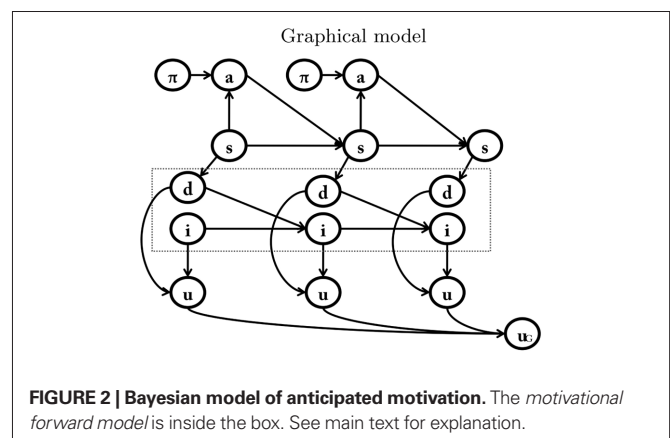 Graphical model
π a π a
s s s
d d d
i i i
u u u
uG
FIGURE 2 | Bayesian model of anticipated motivation. The motivational
forward model is inside the box. See main text for explanation.